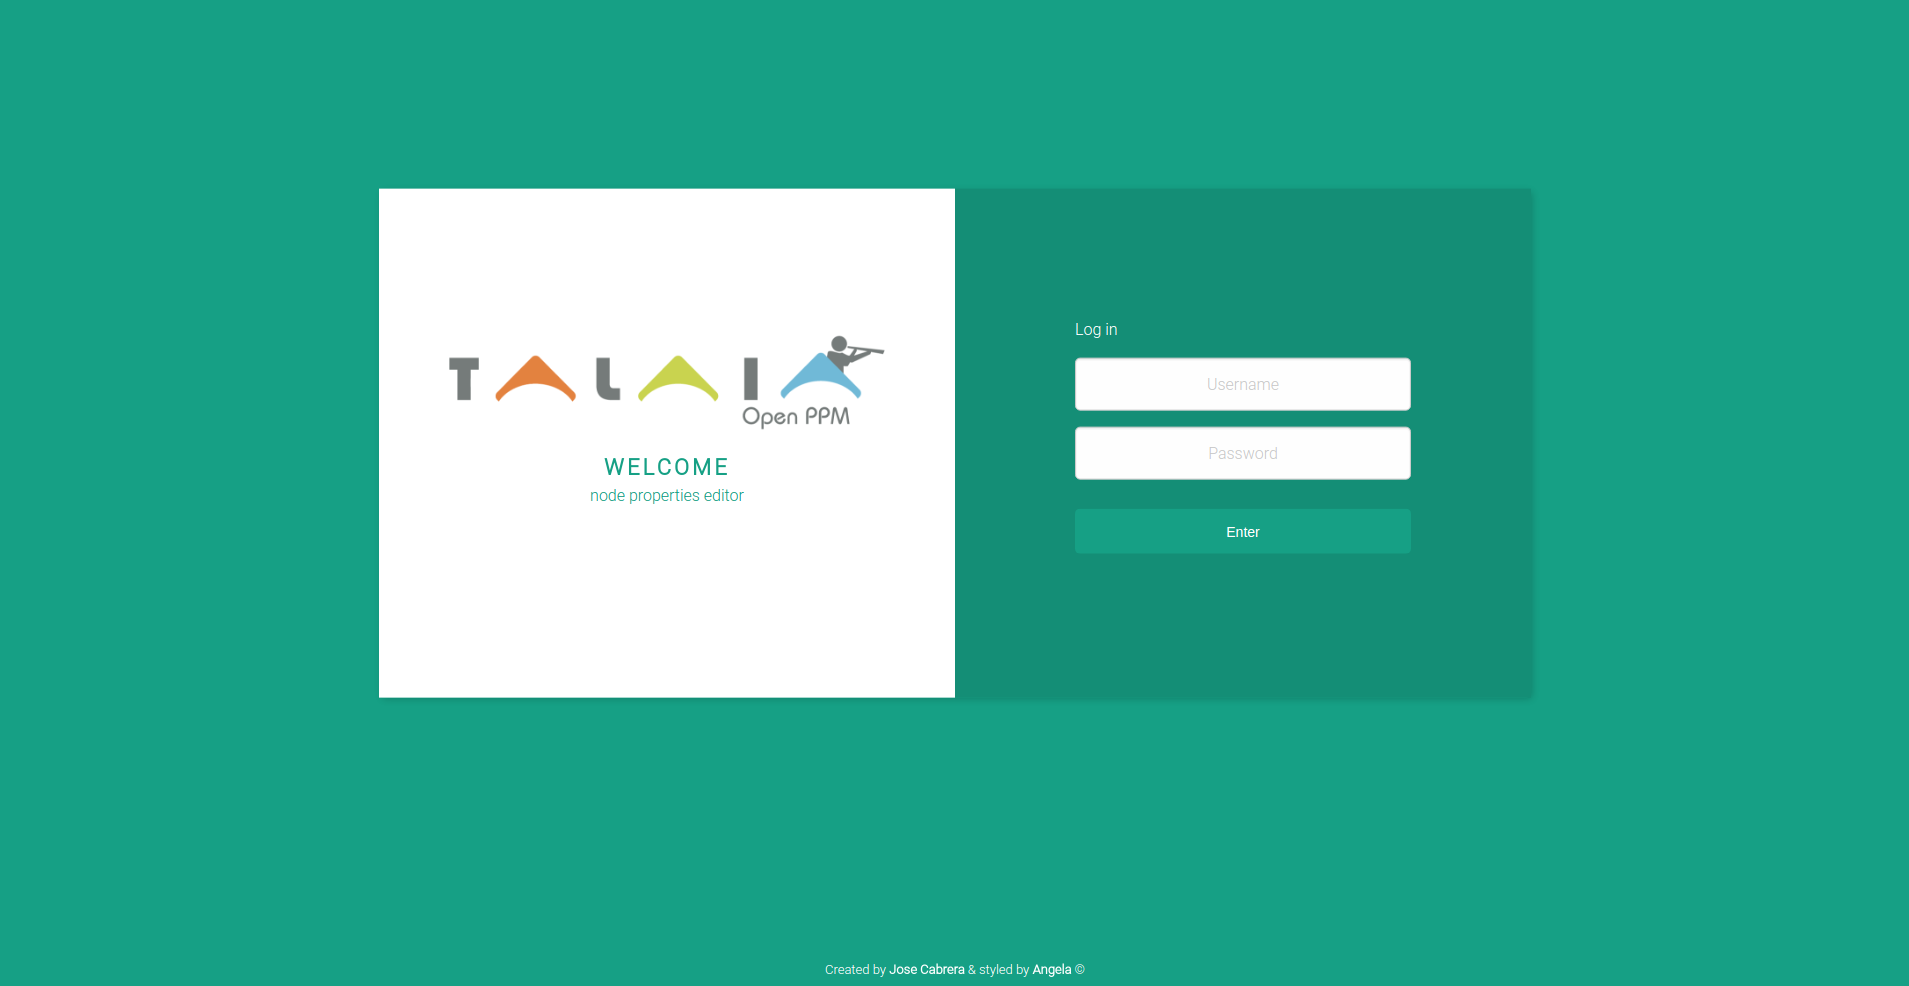 TALAIA
Open PPM
WELCOME
node properties editor
Log in
Username
Password
Enter
Created by Jose Cabrera & styled by Angela ©